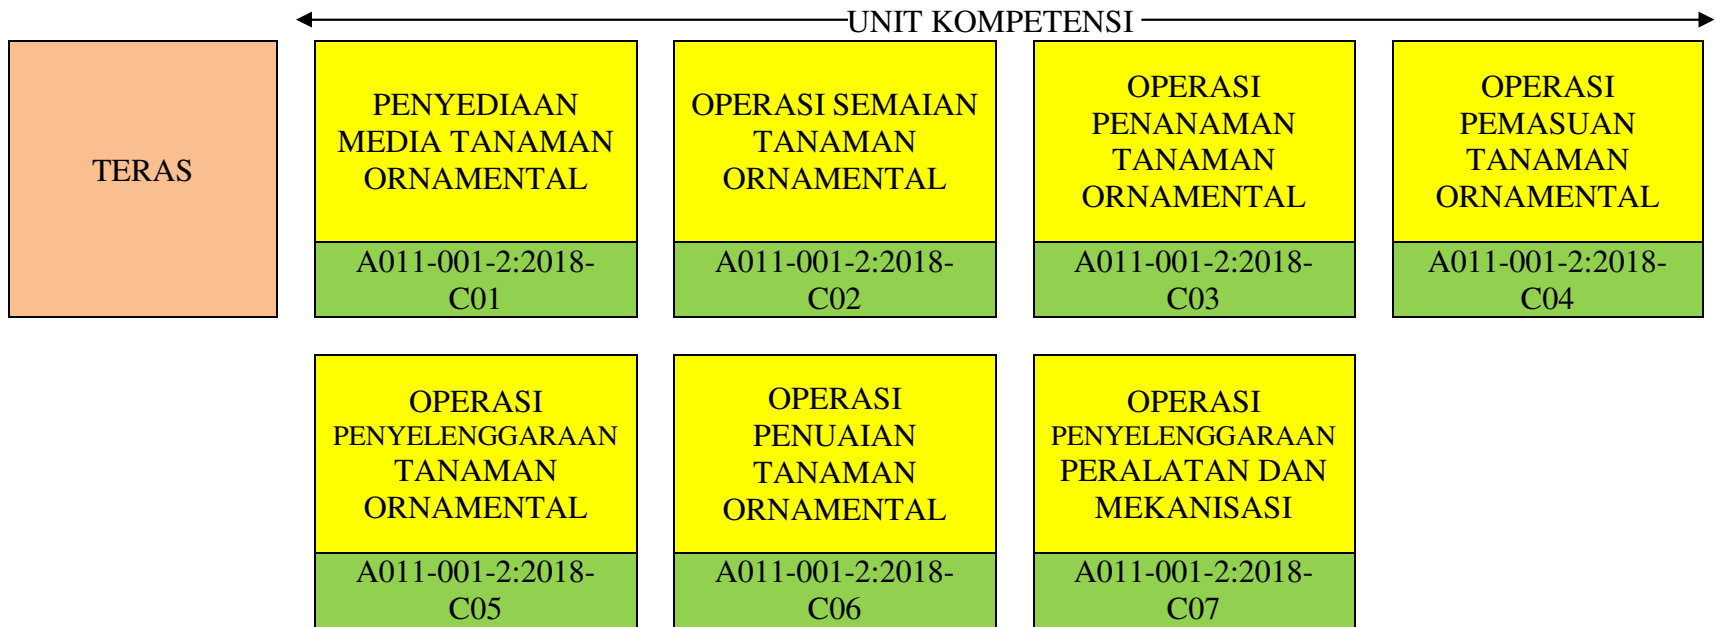 UNIT KOMPETENSI
TERAS
PENYEDIAAN
MEDIA TANAMAN
ORNAMENTAL
A011-001-2:2018-
C01
OPERASI SEMAIAN
TANAMAN
ORNAMENTAL
A011-001-2:2018-
C02
OPERASI
PENANAMAN
TANAMAN
ORNAMENTAL
A011-001-2:2018-
C03
OPERASI
PEMASUAN
TANAMAN
ORNAMENTAL
A011-001-2:2018-
C04
OPERASI
PENYELENGGARAAN
TANAMAN
ORNAMENTAL
A011-001-2:2018-
C05
OPERASI
PENUAIAN
TANAMAN
ORNAMENTAL
A011-001-2:2018-
C06
OPERASI
PENYELENGGARAAN
PERALATAN DAN
MEKANISASI
A011-001-2:2018-
C07